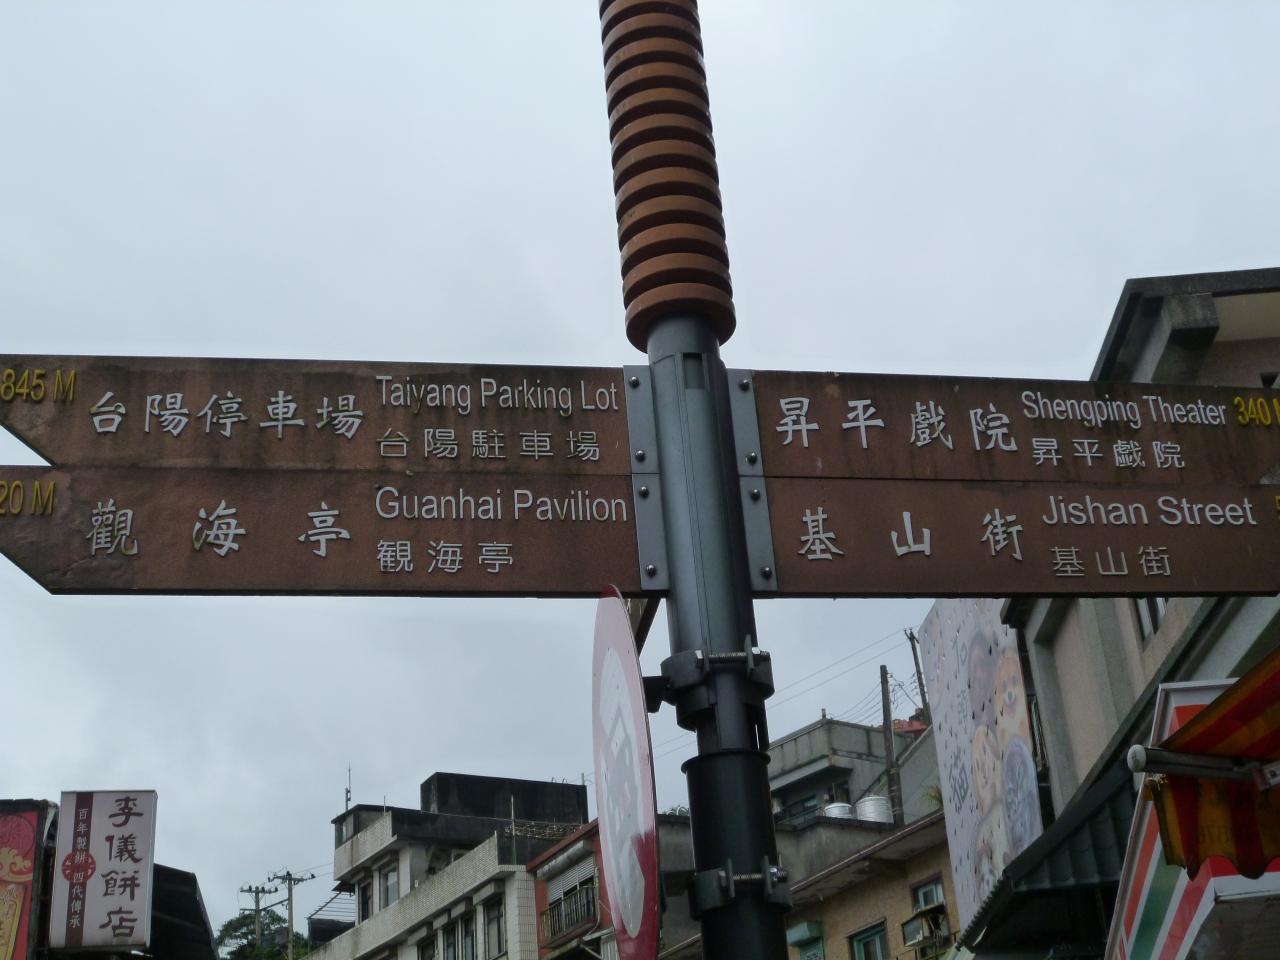 845 M
台陽停車場
Taiyang Parking Lot
台陽駐車場
20 M
觀海亭
Guanhai Pavilion
観海亭
昇平戲院
Shengping Theater
昇平戲院
340
基山街
Jishan Street
基山街
李儀餅店
百年製餅
四代傳承